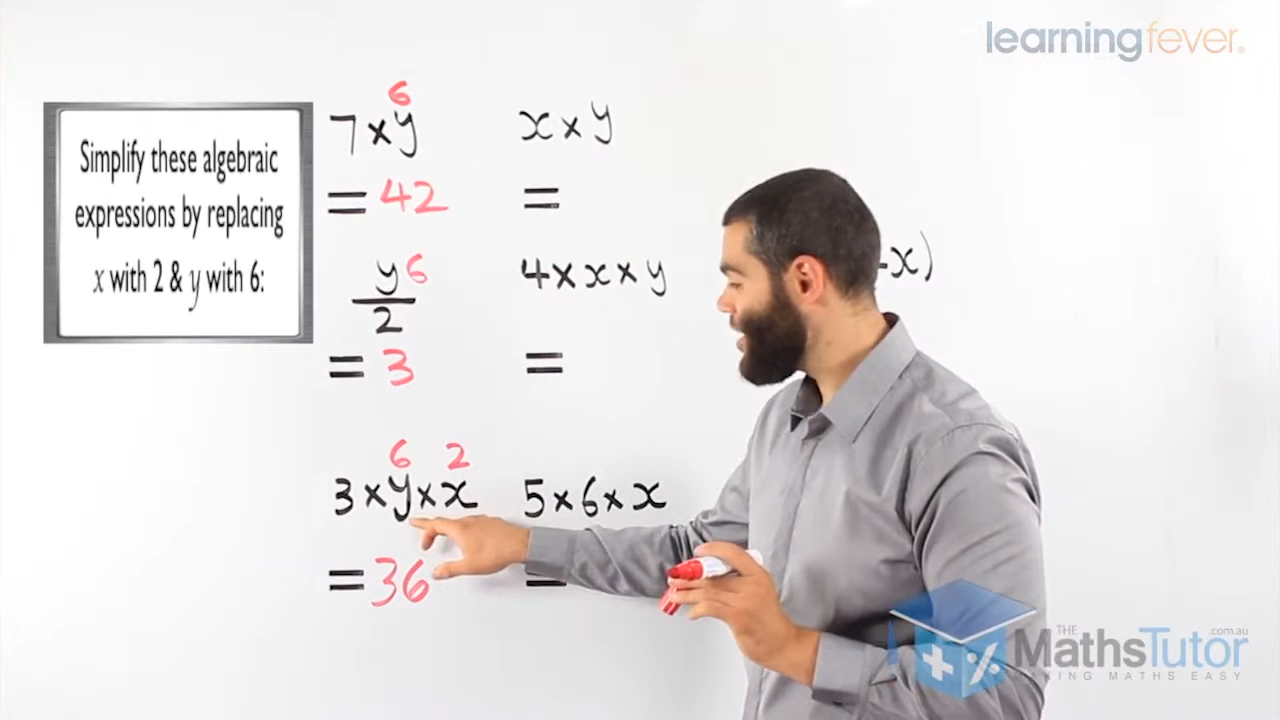 learningfever
Simplify these algebraic
expressions by replacing
x with 2 & y with 6:
6
7 × y
= 42
y 6
2
= 3
6 2
3 × y × x
= 36
x × y
=
4 × x × y
=
5 × 6 × x
=
x)
THE
MathsTutor
.com.au
MAKING MATHS EASY